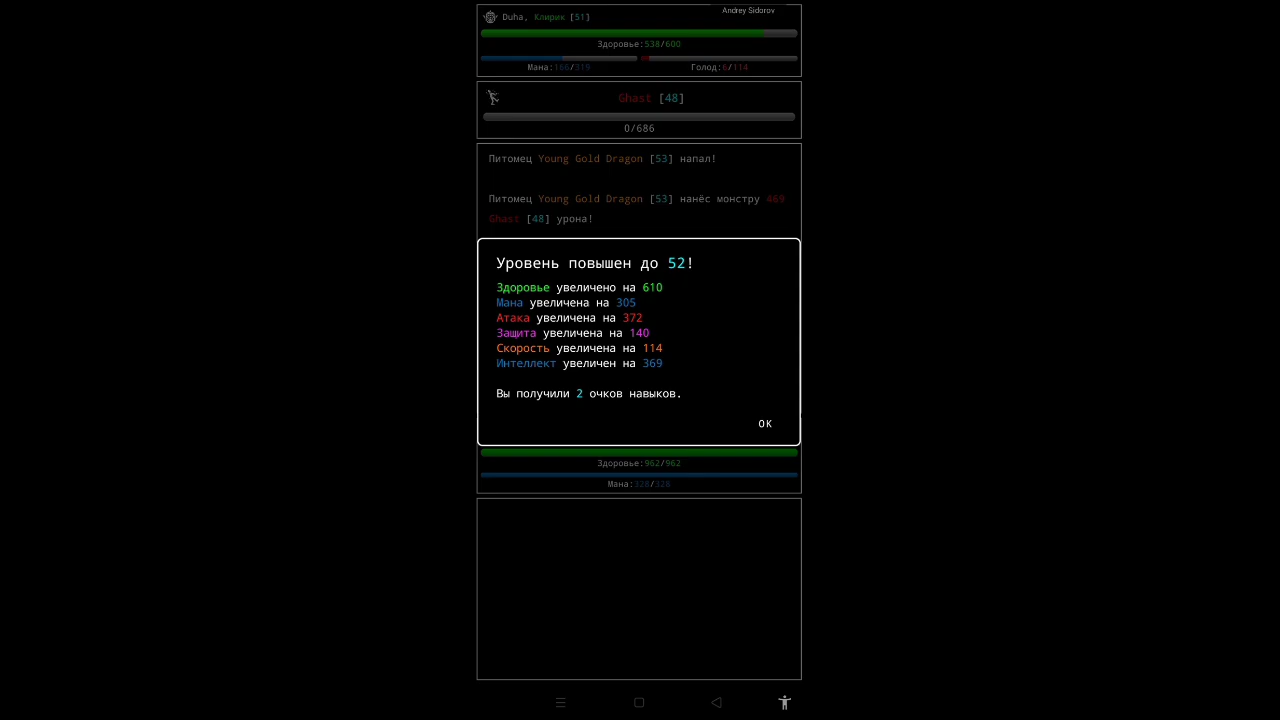 Andrey Sidorov
Duha, Клирик [51]
Здоровье:538/600
Мана:166/319 Голод:6/114
Ghast [48]
0/686
Питомец Young Gold Dragon [53] напал!
Питомец Young Gold Dragon [53] нанёс монстру 469
Ghast [48] урона!
Уровень повышен до 52!
Здоровье увеличено на 610
Мана увеличена на 305
Атака увеличена на 372
Защита увеличена на 140
Скорость увеличена на 114
Интеллект увеличен на 369
Вы получили 2 очков навыков.
OK
Здоровье:962/962
Мана:328/328